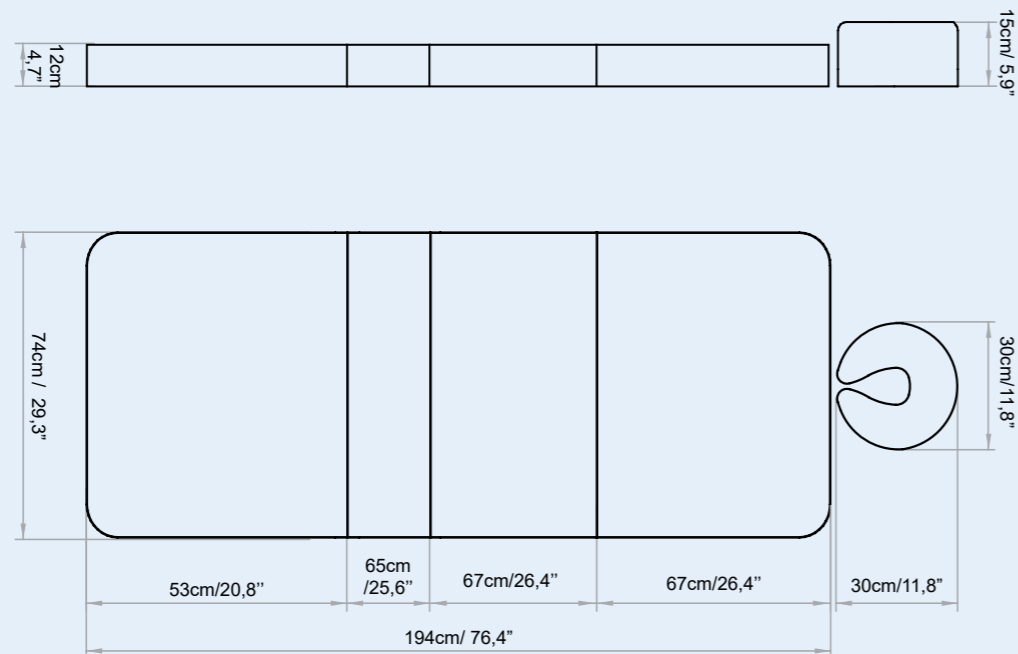 12cm
4,7”
15cm/ 5,9”
74cm / 29,3”
30cm/11,8”
53cm/20,8’’
65cm
/25,6’’
67cm/26,4’’
67cm/26,4’’
30cm/11,8”
194cm/ 76,4”